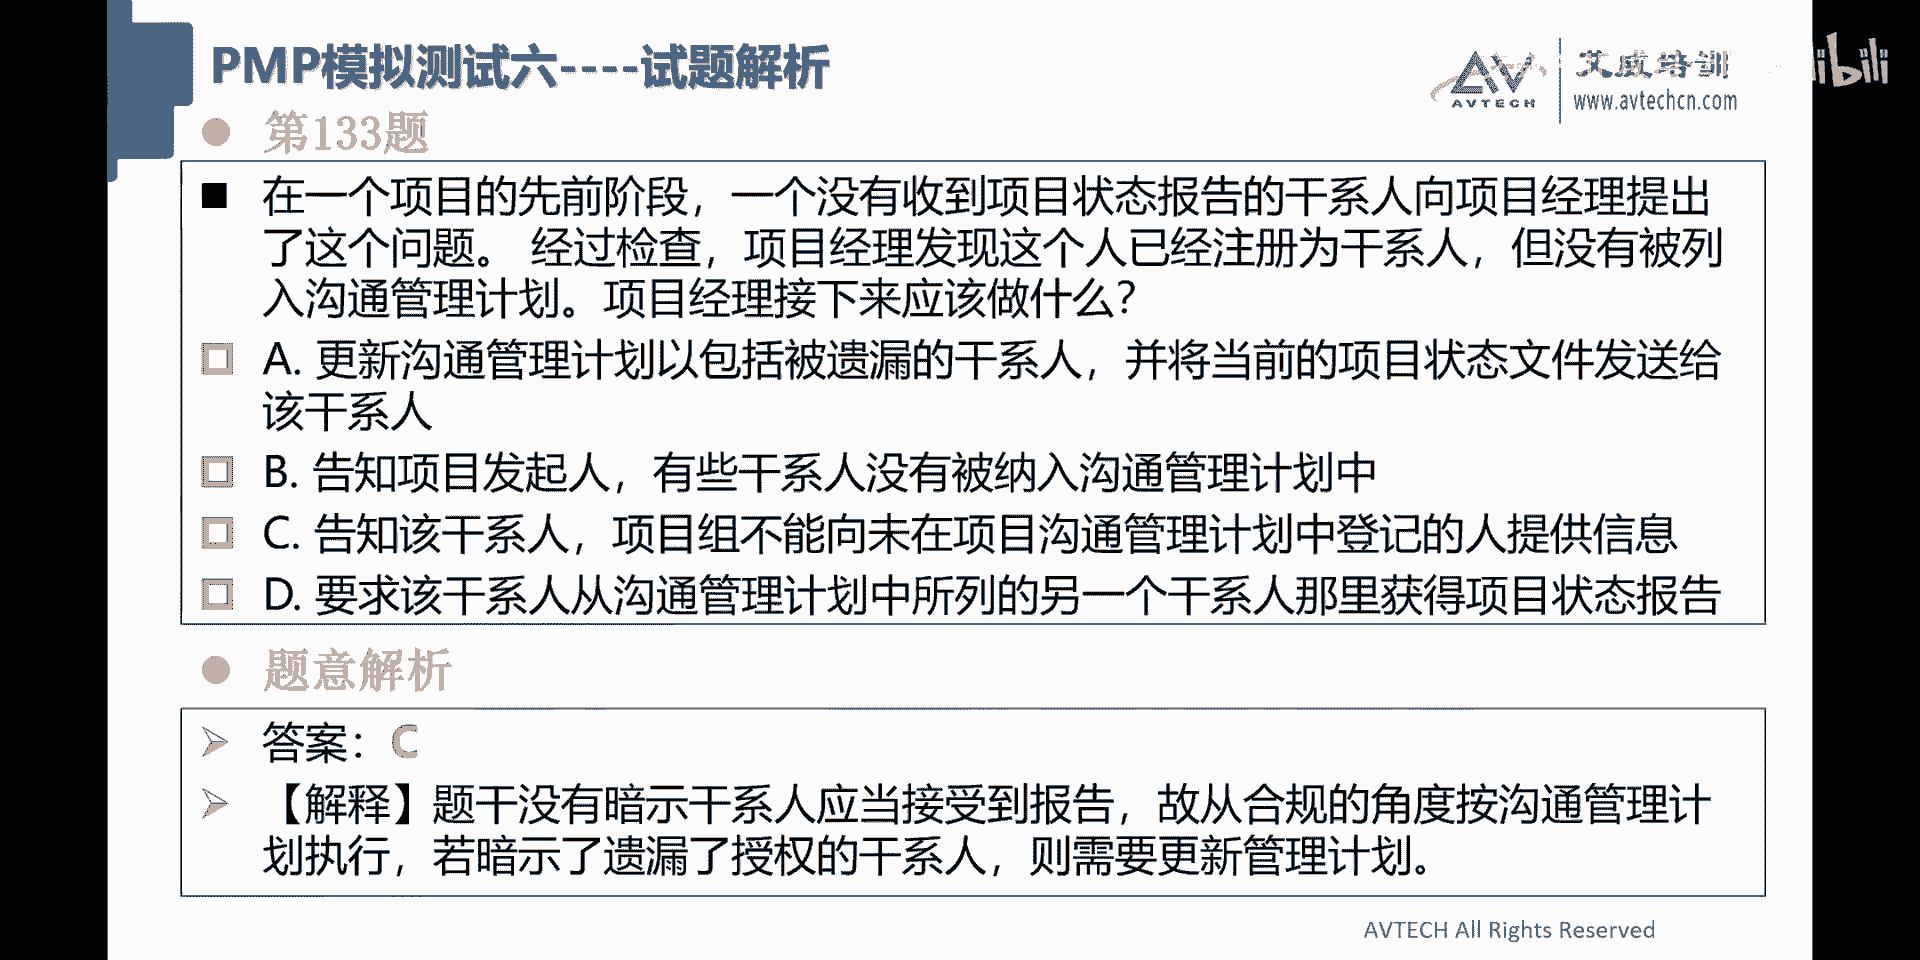 PMP模拟测试六----试题解析
艾威培训
AVTECH
www.avtechcn.com
第133题
在一个项目的先前阶段，一个没有收到项目状态报告的干系人向项目经理提出
了这个问题。 经过检查，项目经理发现这个人已经注册为干系人，但没有被列
入沟通管理计划。项目经理接下来应该做什么？
A. 更新沟通管理计划以包括被遗漏的干系人，并将当前的项目状态文件发送给
该干系人
B. 告知项目发起人，有些干系人没有被纳入沟通管理计划中
C. 告知该干系人，项目组不能向未在项目沟通管理计划中登记的人提供信息
D. 要求该干系人从沟通管理计划中所列的另一个干系人那里获得项目状态报告
题意解析
答案：C
【解释】题干没有暗示干系人应当接受到报告，故从合规的角度按沟通管理计
划执行，若暗示了遗漏了授权的干系人，则需要更新管理计划。
AVTECH All Rights Reserved